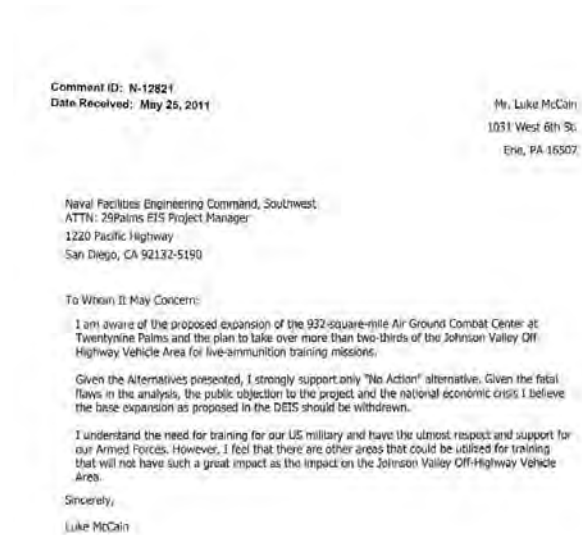 Comment ID: N-12821
Date Received: May 25, 2011
Mr. Luke McCain
1031 West 6th St.
Erie, PA 16507
Naval Facilities Engineering Command, Southwest
ATTN: 29Palms EIS Project Manager
1220 Pacific Highway
San Diego, CA 92132-5190
To Whom It May Concern:
I am aware of the proposed expansion of the 932-square-mile Air Ground Combat Center at
Twentynine Palms and the plan to take over more than two-thirds of the Johnson Valley Off-
Highway Vehicle Area for live-ammunition training missions.
Given the Alternatives presented, I strongly support only "No Action" alternative. Given the fatal
flaws in the analysis, the public objection to the project and the national economic crisis I believe
the base expansion as proposed in the DEIS should be withdrawn.
I understand the need for training for our US military and have the utmost respect and support for
our Armed Forces. However, I feel that there are other areas that could be utilized for training
that will not have such a great impact as the impact on the Johnson Valley Off-Highway Vehicle
Area.
Sincerely,
Luke McCain